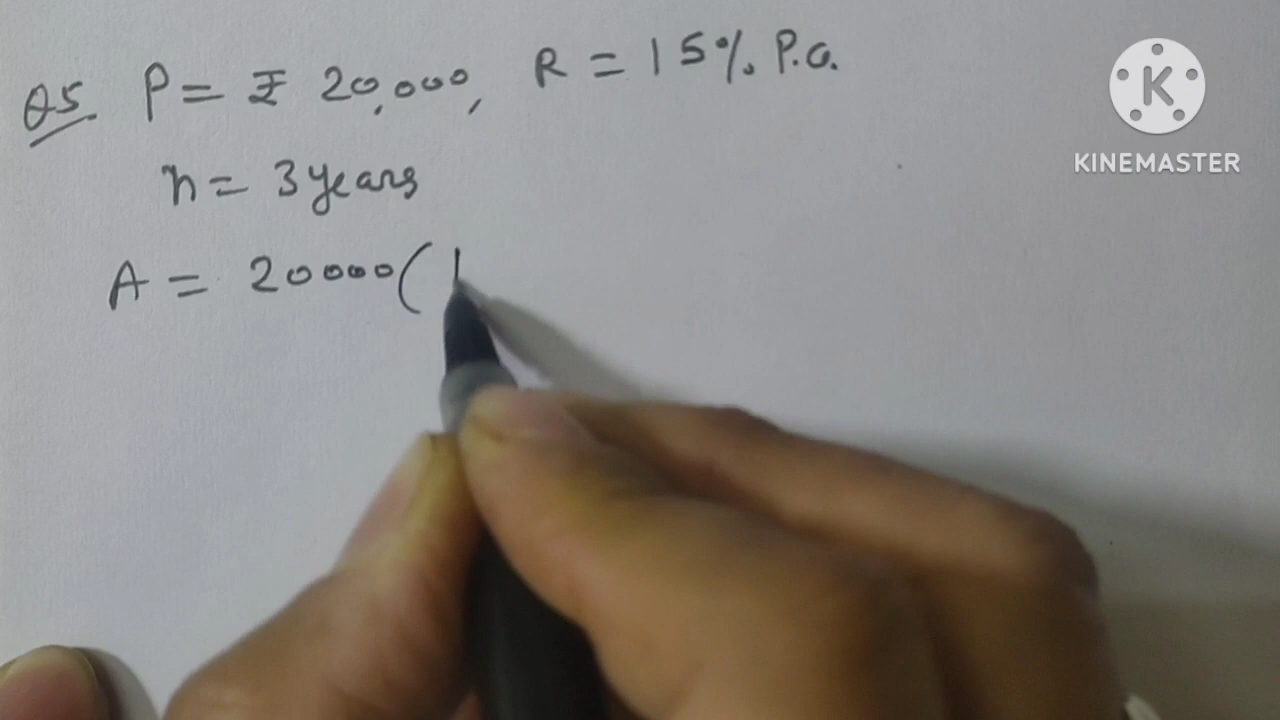 Q5. P = ₹ 20,000, R = 15% P.a.
n = 3 years
A = 20000 ( 1
K
KINEMASTER